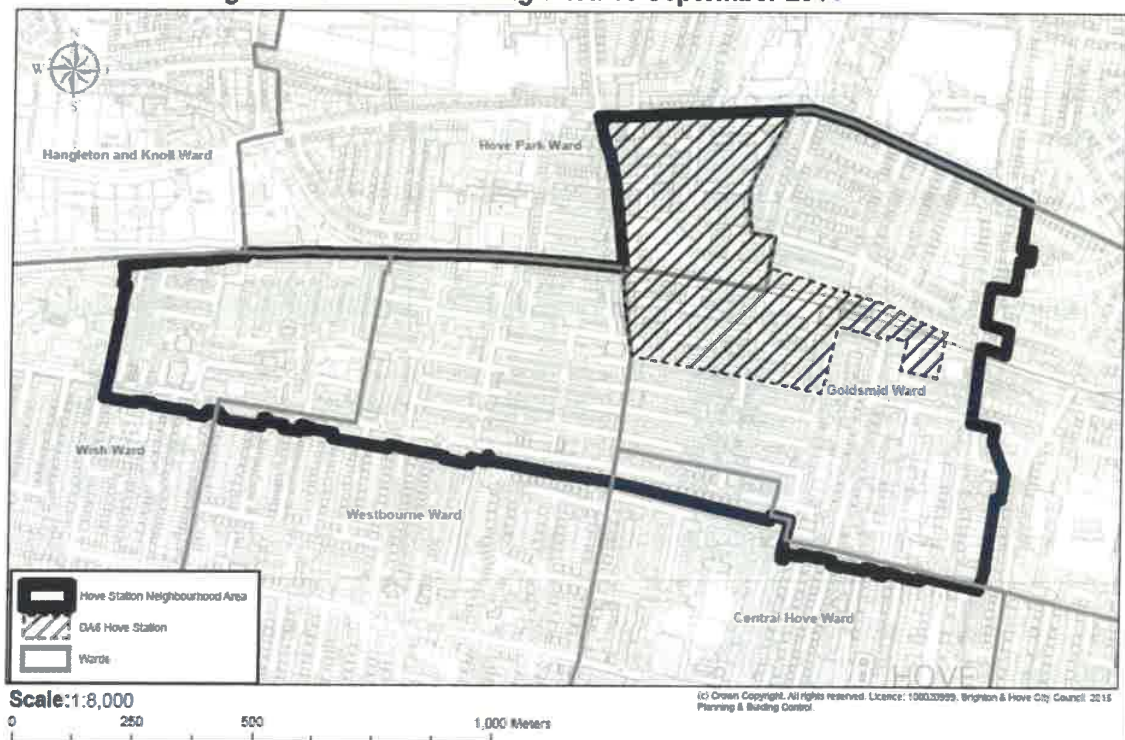 September
N
W
S
Hangleton and Knoll Ward
Hove Park Ward
Goldsmid Ward
Wish Ward
Westbourne Ward
Central Hove Ward
HOVE
Hove Station Neighbourhood Area
DA6 Hove Station
Wards
Scale:1:8,000
0 250 500 1,000 Meters
(c) Crown Copyright. All rights reserved. Licence: 100020999, Brighton & Hove City Council. 2015
Planning & Building Control.